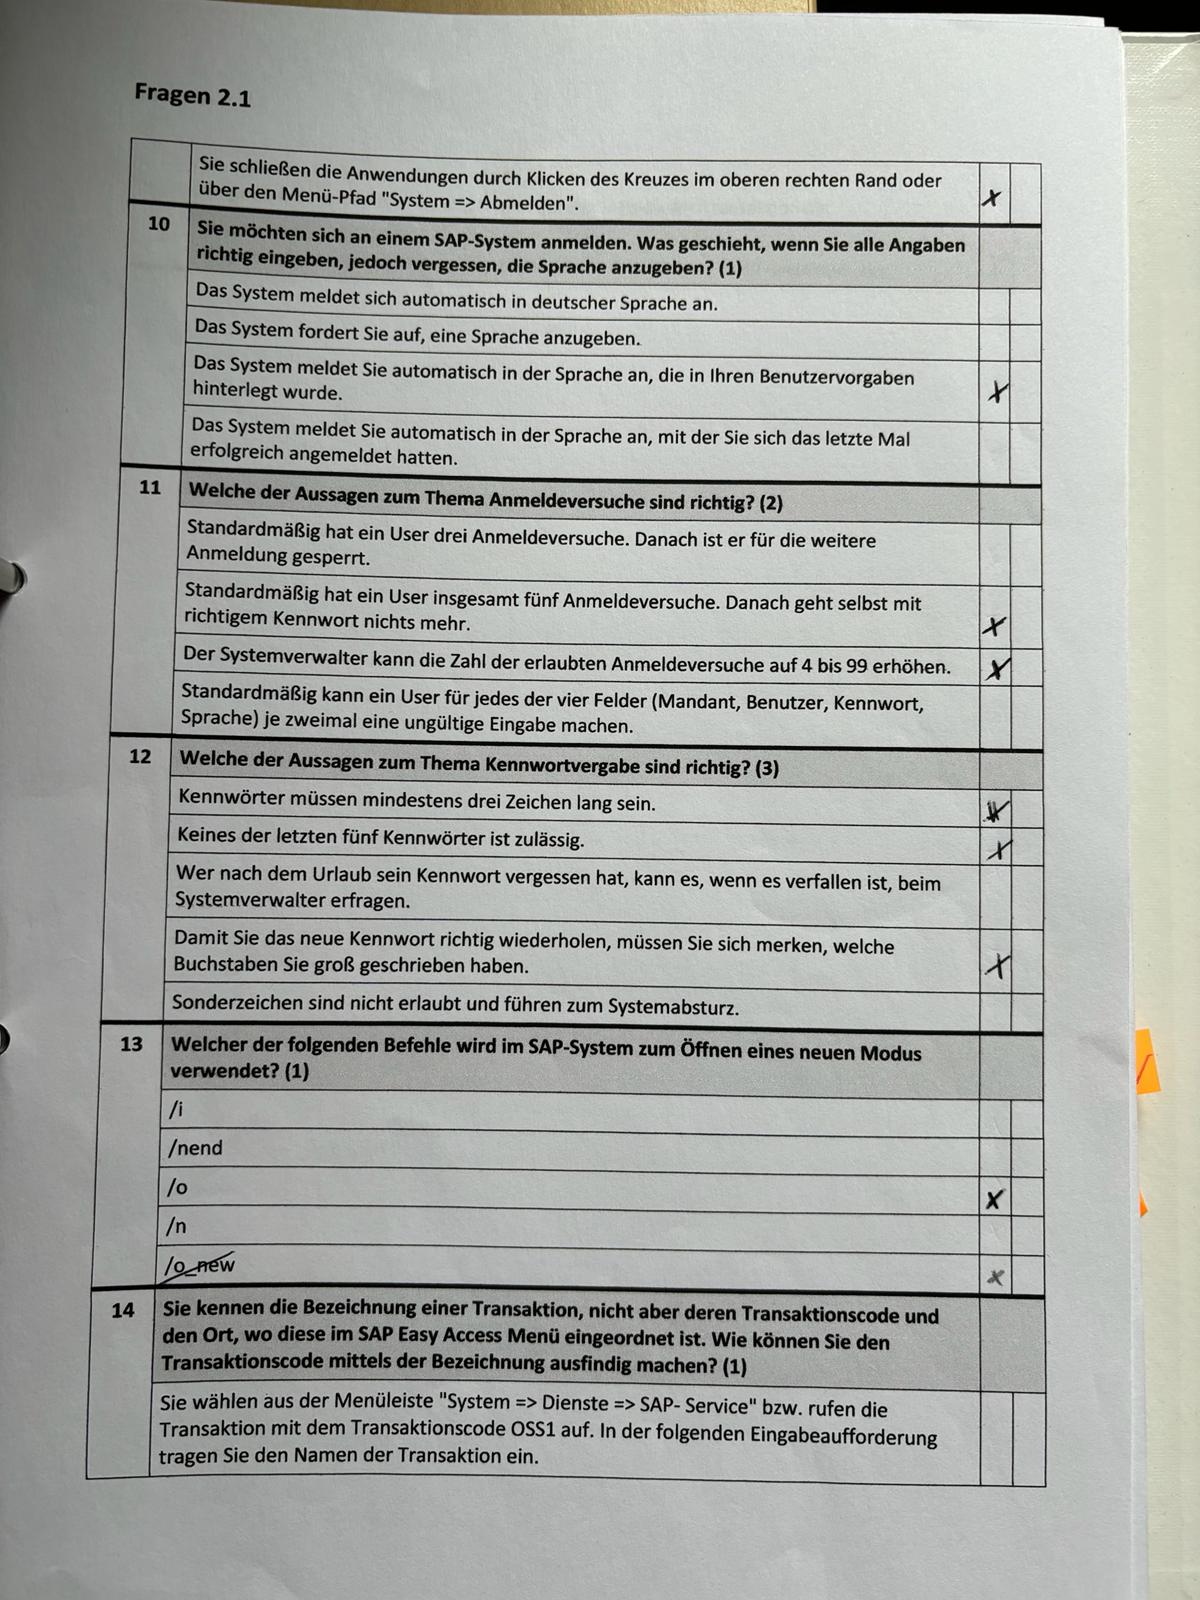 Fragen 2.1
Sie schließen die Anwendungen durch Klicken des Kreuzes im oberen rechten Rand oder
über den Menü-Pfad "System => Abmelden". X
10 Sie möchten sich an einem SAP-System anmelden. Was geschieht, wenn Sie alle Angaben
richtig eingeben, jedoch vergessen, die Sprache anzugeben? (1)
Das System meldet sich automatisch in deutscher Sprache an.
Das System fordert Sie auf, eine Sprache anzugeben.
Das System meldet Sie automatisch in der Sprache an, die in Ihren Benutzervorgaben
hinterlegt wurde. X
Das System meldet Sie automatisch in der Sprache an, mit der Sie sich das letzte Mal
erfolgreich angemeldet hatten.
11 Welche der Aussagen zum Thema Anmeldeversuche sind richtig? (2)
Standardmäßig hat ein User drei Anmeldeversuche. Danach ist er für die weitere
Anmeldung gesperrt.
Standardmäßig hat ein User insgesamt fünf Anmeldeversuche. Danach geht selbst mit
richtigem Kennwort nichts mehr. X
Der Systemverwalter kann die Zahl der erlaubten Anmeldeversuche auf 4 bis 99 erhöhen. X
Standardmäßig kann ein User für jedes der vier Felder (Mandant, Benutzer, Kennwort,
Sprache) je zweimal eine ungültige Eingabe machen.
12 Welche der Aussagen zum Thema Kennwortvergabe sind richtig? (3)
Kennwörter müssen mindestens drei Zeichen lang sein. X
Keines der letzten fünf Kennwörter ist zulässig. X
Wer nach dem Urlaub sein Kennwort vergessen hat, kann es, wenn es verfallen ist, beim
Systemverwalter erfragen.
Damit Sie das neue Kennwort richtig wiederholen, müssen Sie sich merken, welche
Buchstaben Sie groß geschrieben haben. X
Sonderzeichen sind nicht erlaubt und führen zum Systemabsturz.
13 Welcher der folgenden Befehle wird im SAP-System zum Öffnen eines neuen Modus
verwendet? (1)
/i
/nend
/o X
/n
/o_new x
14 Sie kennen die Bezeichnung einer Transaktion, nicht aber deren Transaktionscode und
den Ort, wo diese im SAP Easy Access Menü eingeordnet ist. Wie können Sie den
Transaktionscode mittels der Bezeichnung ausfindig machen? (1)
Sie wählen aus der Menüleiste "System => Dienste => SAP- Service" bzw. rufen die
Transaktion mit dem Transaktionscode OSS1 auf. In der folgenden Eingabeaufforderung
tragen Sie den Namen der Transaktion ein.